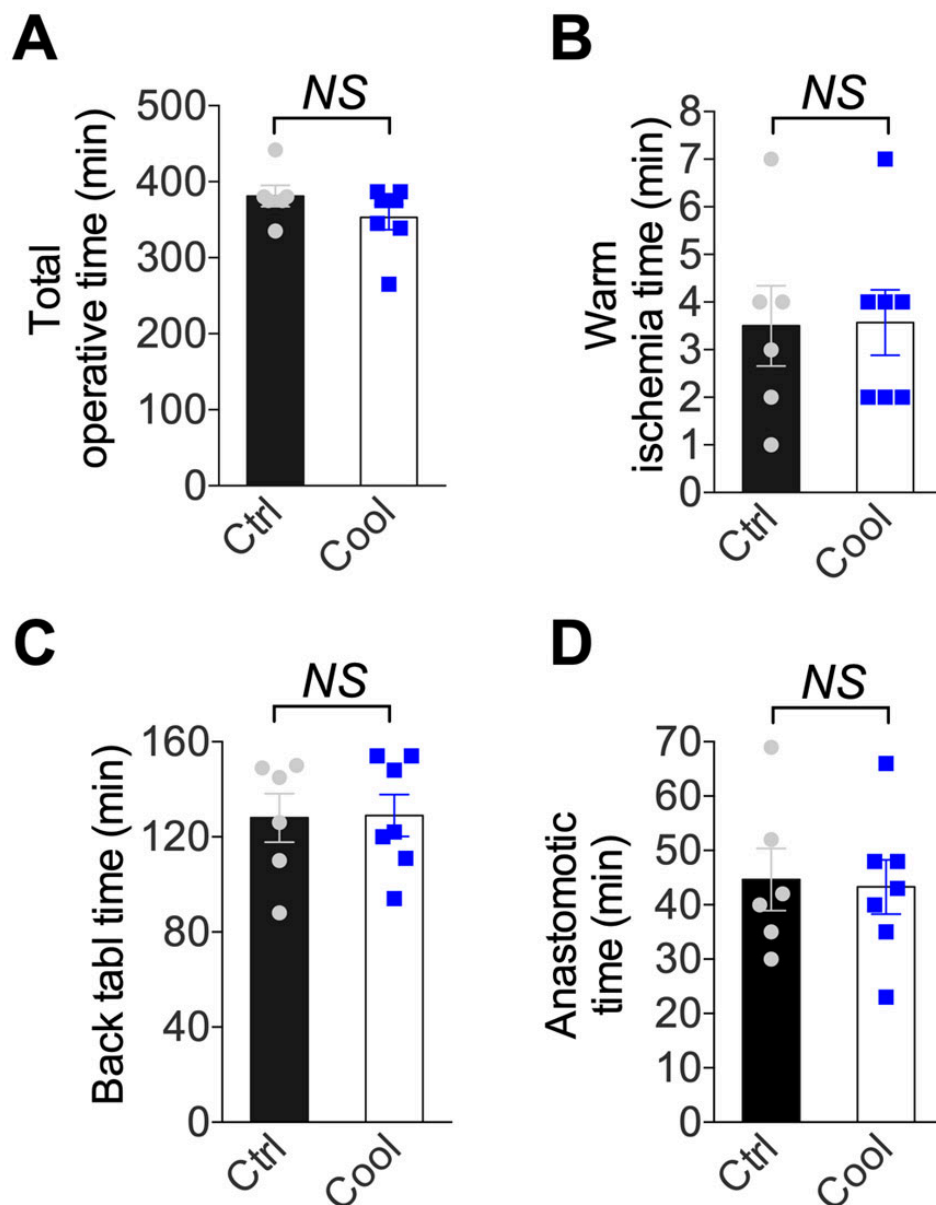 A
NS
Total
operative time (min)
500
400
300
200
100
0
Ctrl
Cool
B
NS
Warm
ischemia time (min)
8
7
6
5
4
3
2
1
0
Ctrl
Cool
C
NS
Back tabl time (min)
160
120
80
40
0
Ctrl
Cool
D
NS
Anastomotic
time (min)
70
60
50
40
30
20
10
0
Ctrl
Cool